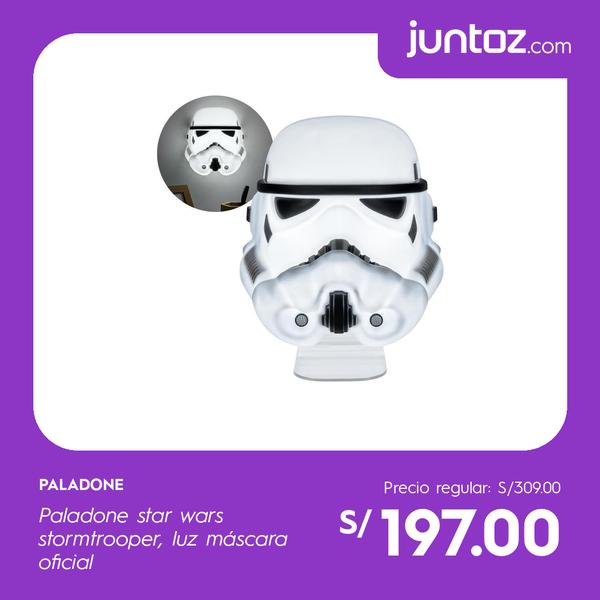 juntoz.com
PALADONE
Paladone star wars
stormtrooper, luz máscara
oficial
Precio regular: S/309.00
S/197.00